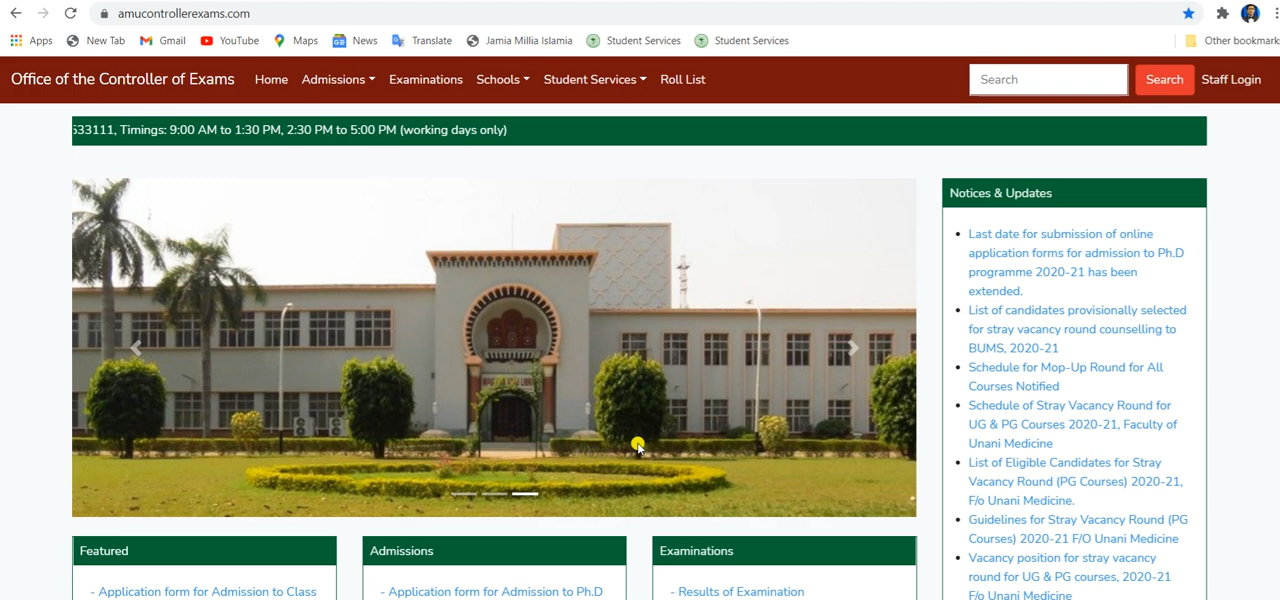 amucontrollerexams.com
Apps New Tab Gmail YouTube Maps News Translate Jamia Millia Islamia Student Services Student Services Other bookmark
Office of the Controller of Exams Home Admissions Examinations Schools Student Services Roll List Search Search Staff Login
533111, Timings: 9:00 AM to 1:30 PM, 2:30 PM to 5:00 PM (working days only)
Notices & Updates
Last date for submission of online
application forms for admission to Ph.D
programme 2020-21 has been
extended.
List of candidates provisionally selected
for stray vacancy round counselling to
BUMS, 2020-21
Schedule for Mop-Up Round for All
Courses Notified
Schedule of Stray Vacancy Round for
UG & PG Courses 2020-21, Faculty of
Unani Medicine
List of Eligible Candidates for Stray
Vacancy Round (PG Courses) 2020-21,
F/o Unani Medicine.
Guidelines for Stray Vacancy Round (PG
Courses) 2020-21 F/O Unani Medicine
Vacancy position for stray vacancy
round for UG & PG courses, 2020-21
F/o Unani Medicine
Featured
- Application form for Admission to Class
Admissions
- Application form for Admission to Ph.D
Examinations
- Results of Examination